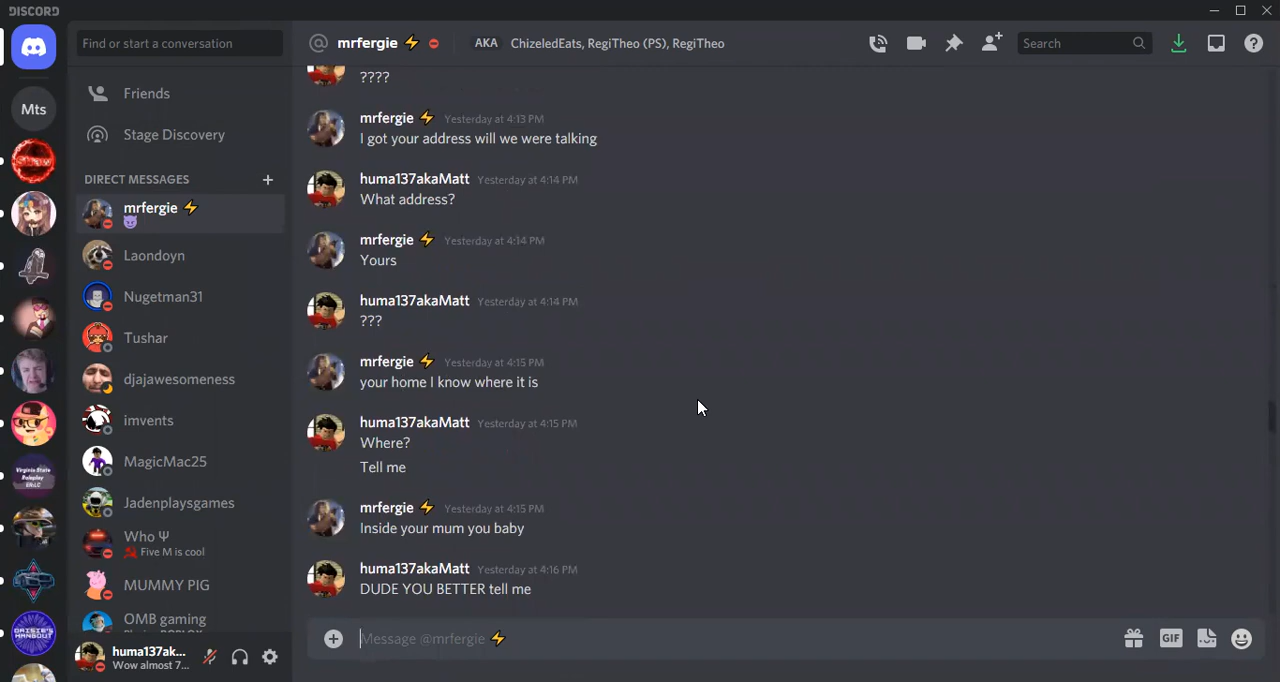 DISCORD
Find or start a conversation
Friends
Stage Discovery
DIRECT MESSAGES
mrfergie ⚡
😈
Laondoyn
Nugetman31
Tushar
djajawesomeness
imvents
MagicMac25
Jadenplaysgames
Who Ψ
Five M is cool
MUMMY PIG
OMB gaming
huma137ak...
Wow almost 7...
Mts
Virginia State
Roleplay
mrfergie ⚡
AKA ChizeledEats, RegiTheo (PS), RegiTheo
Search
????
mrfergie ⚡ Yesterday at 4:13 PM
I got your address will we were talking
huma137akaMatt Yesterday at 4:14 PM
What address?
mrfergie ⚡ Yesterday at 4:14 PM
Yours
huma137akaMatt Yesterday at 4:14 PM
???
mrfergie ⚡ Yesterday at 4:15 PM
your home I know where it is
huma137akaMatt Yesterday at 4:15 PM
Where?
Tell me
mrfergie ⚡ Yesterday at 4:15 PM
Inside your mum you baby
huma137akaMatt Yesterday at 4:16 PM
DUDE YOU BETTER tell me
Message @mrfergie ⚡
GIF